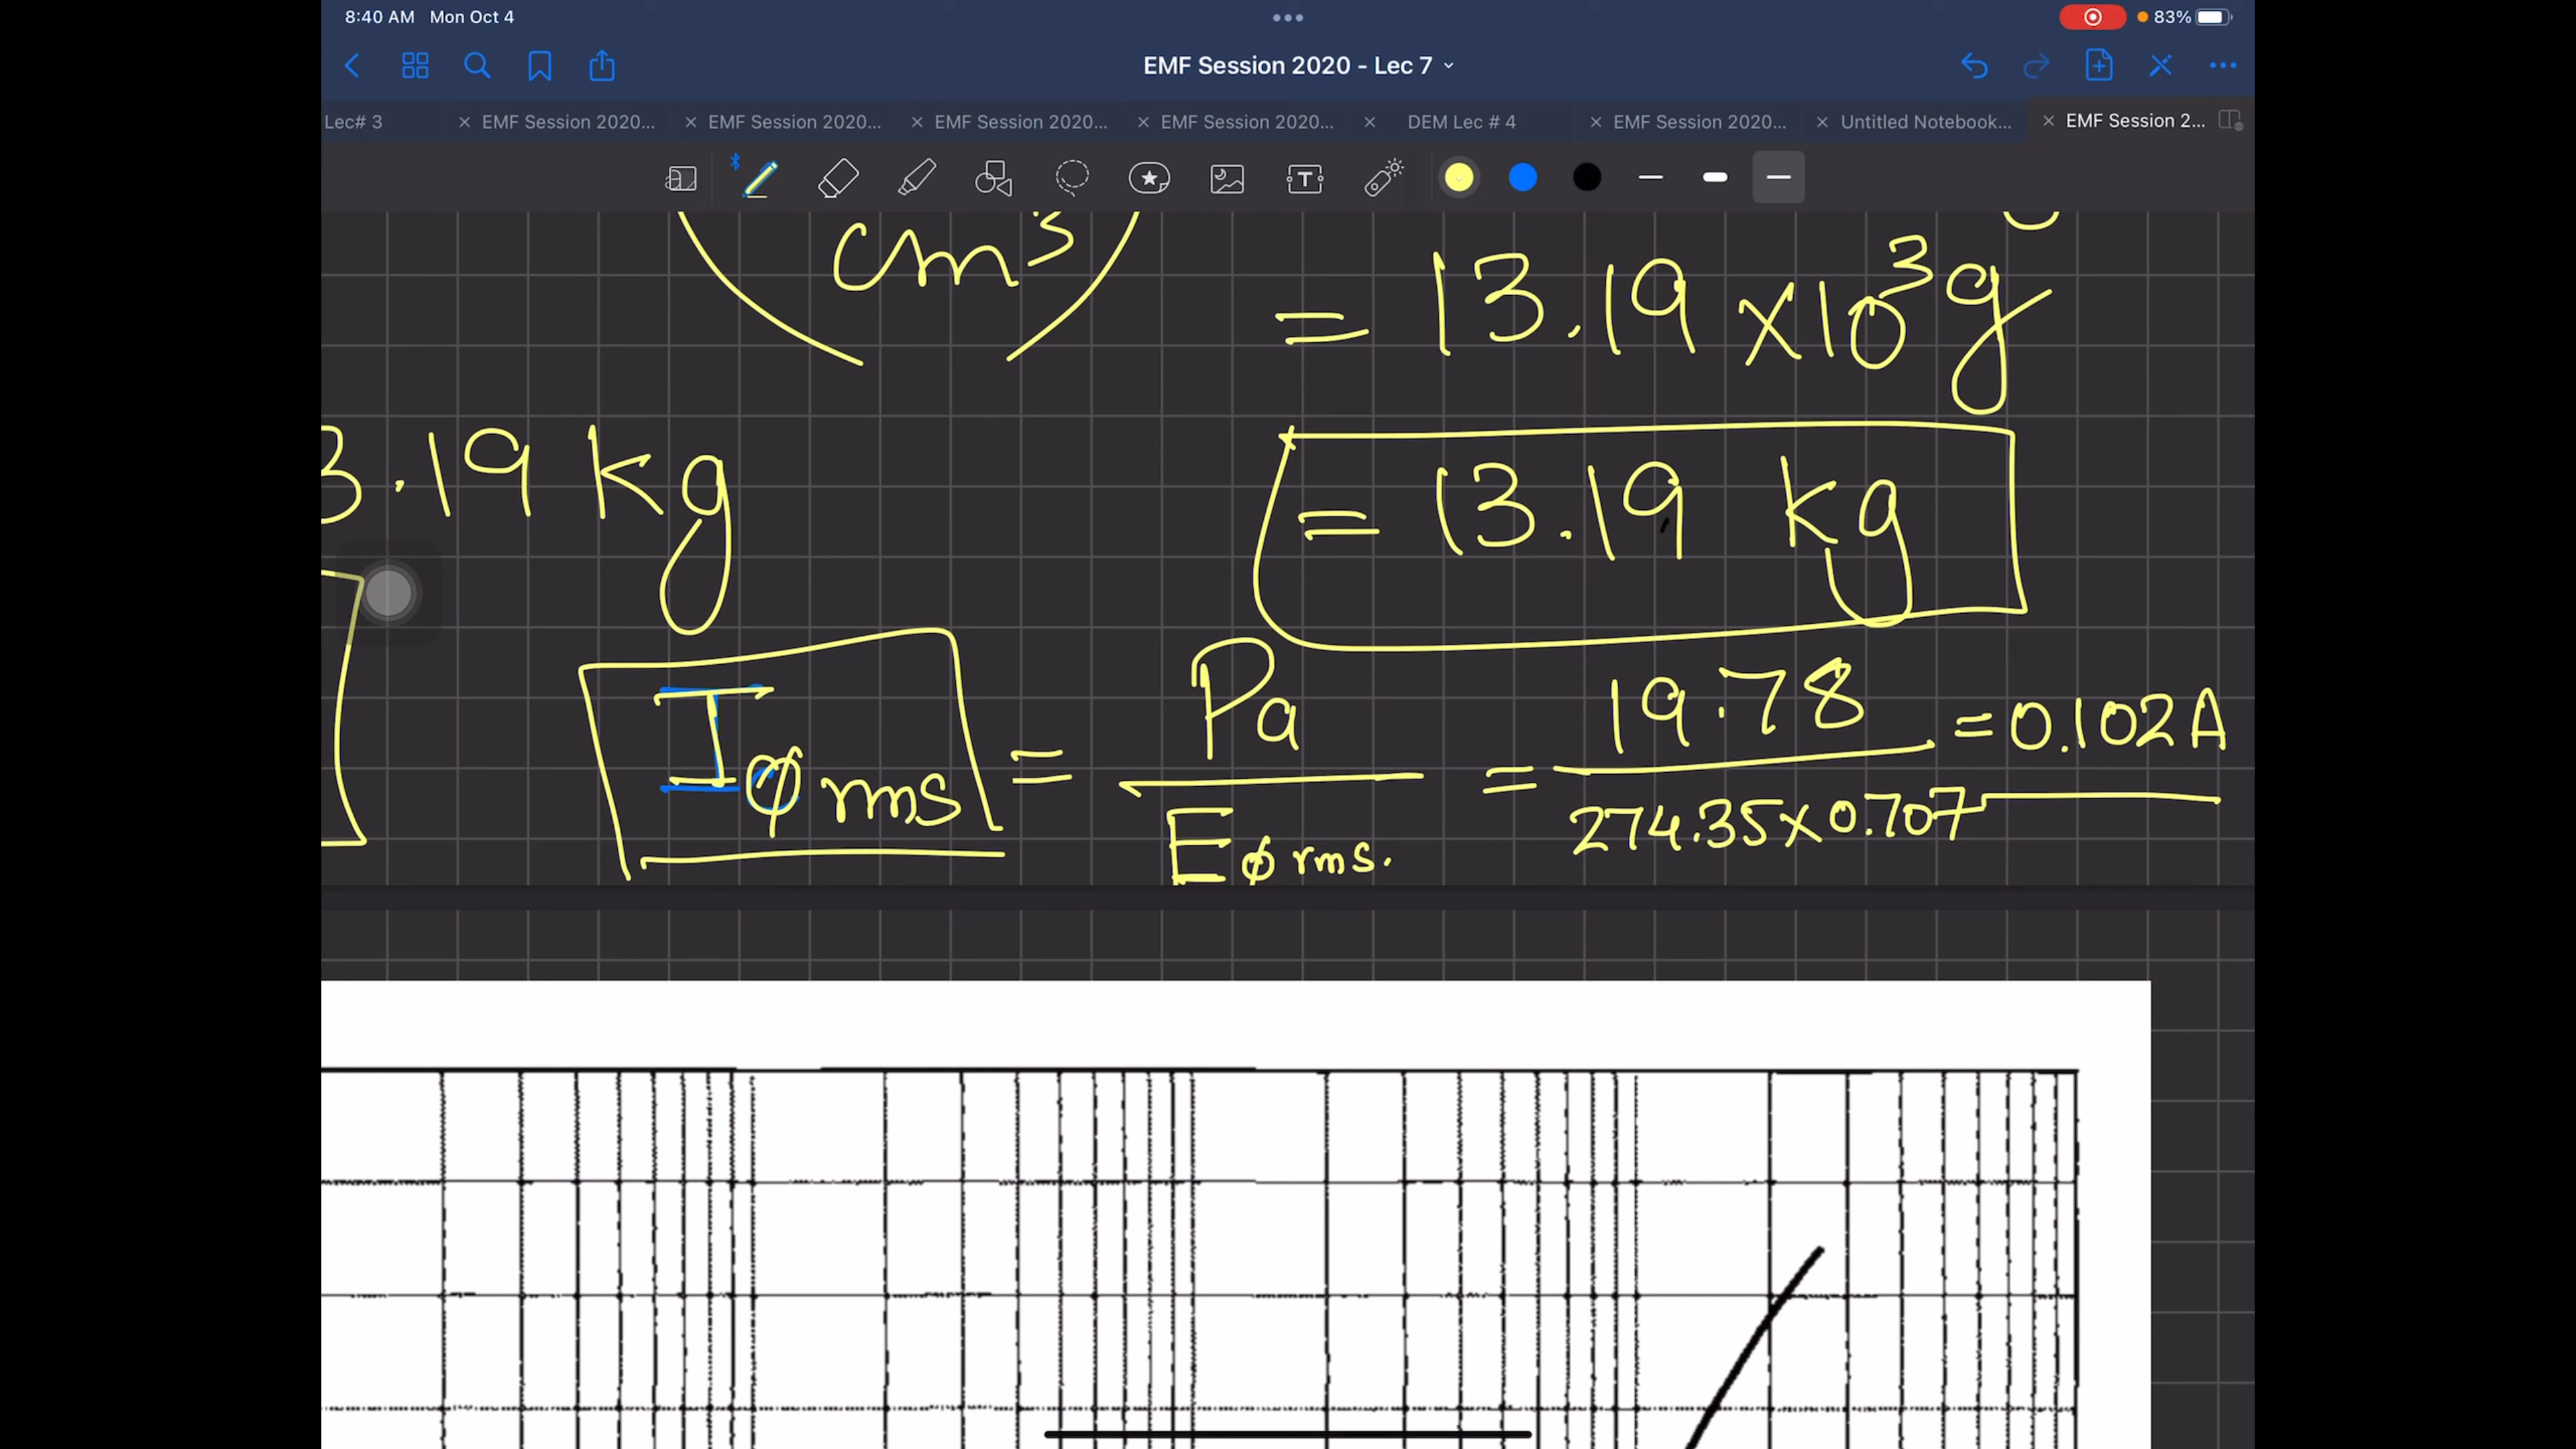 8:40 AM Mon Oct 4
83%
EMF Session 2020 - Lec 7
Lec# 3
EMF Session 2020...
EMF Session 2020...
EMF Session 2020...
EMF Session 2020...
DEM Lec # 4
EMF Session 2020...
Untitled Notebook...
EMF Session 2...
cm³
= 13.19 x10³ g
3.19 kg
= 13.19 kg
Iφ rms = Pa / Eφ rms. = 19.78 / 274.35x0.707 = 0.102A